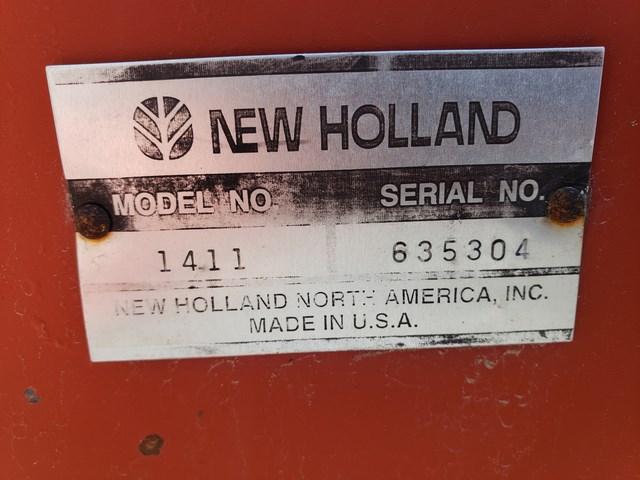 NEW HOLLAND
MODEL NO
SERIAL NO.
1411
635304
NEW HOLLAND NORTH AMERICA, INC.
MADE IN U.S.A.